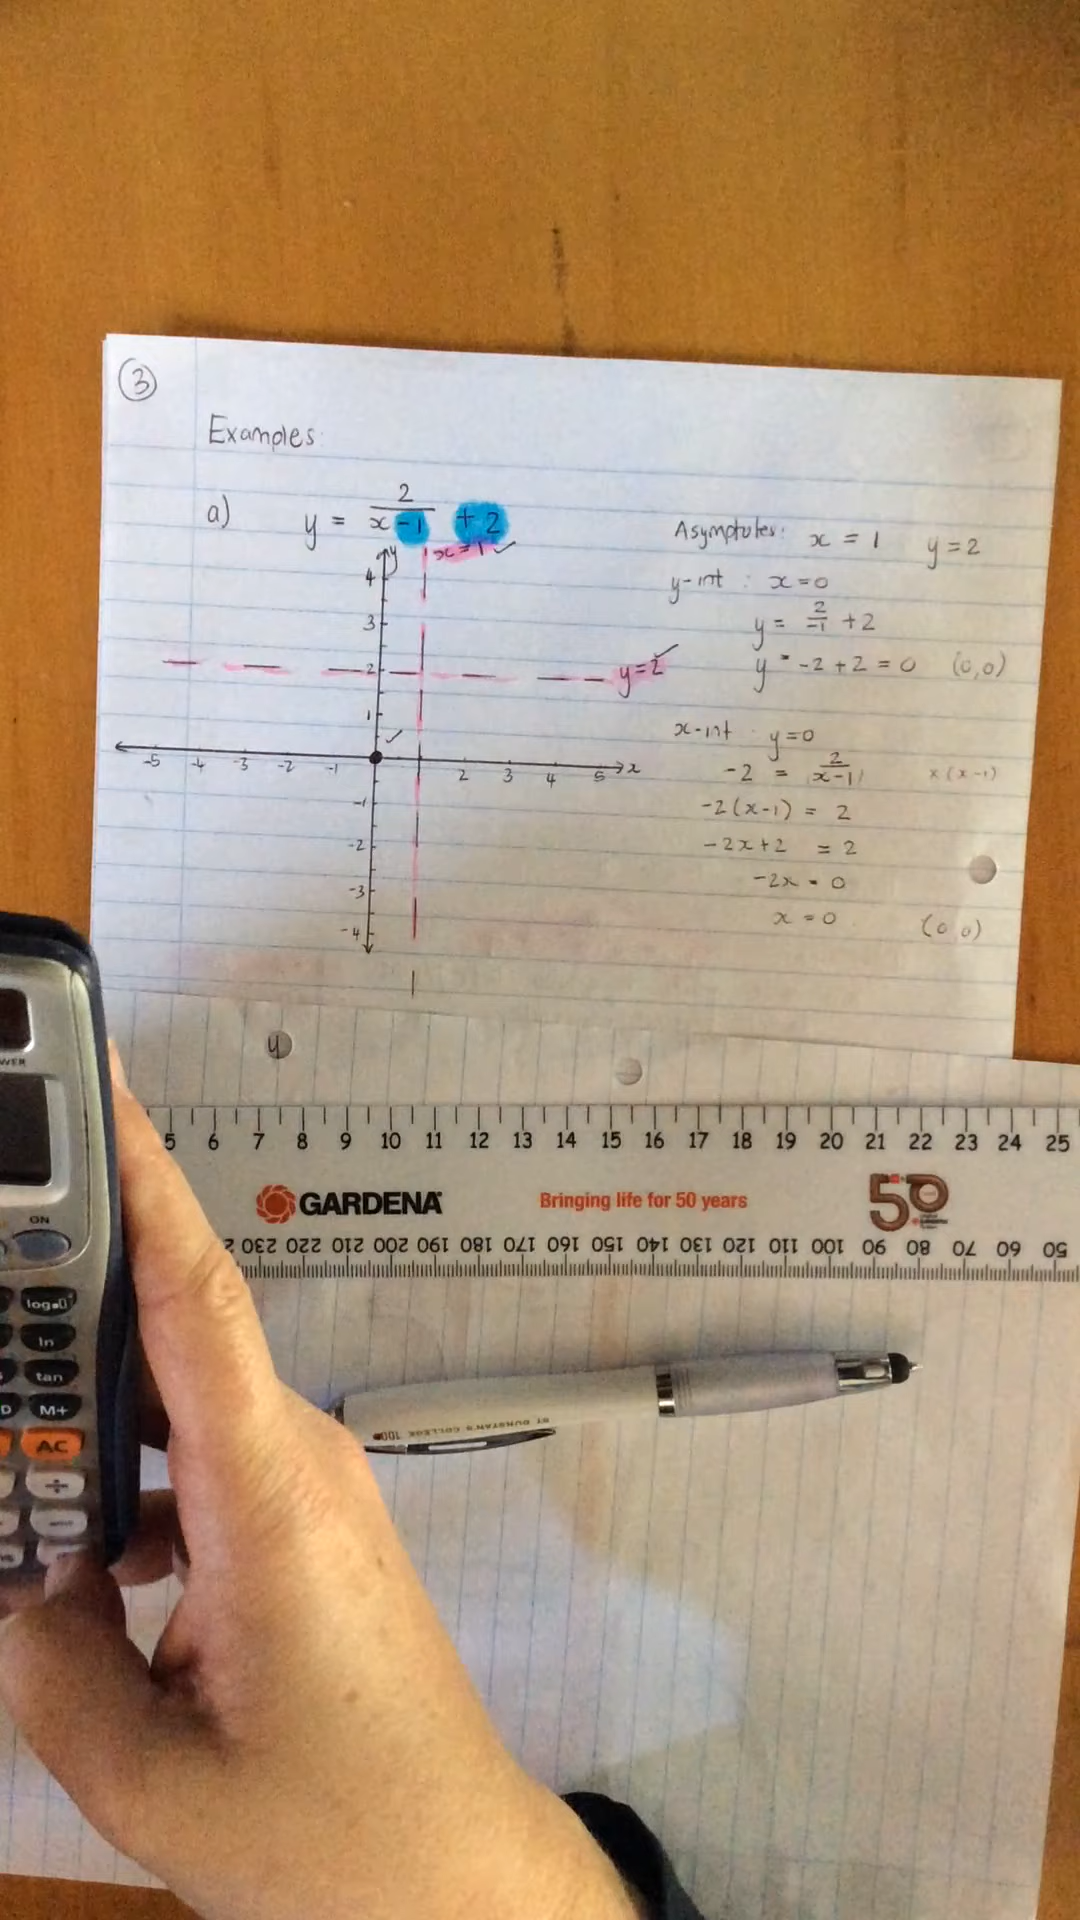 3
Examples:
a) y = 2/(x -1) +2
x=1 ✓
y
4
3
2
1
y=2 ✓
-5 -4 -3 -2 -1 2 3 4 5 x
-1
-2
-3
-4
Asymptotes: x = 1 y = 2
y-int : x=0
y = 2/-1 + 2
y = -2 + 2 = 0 (0,0)
x-int : y=0
-2 = 2/(x-1) × (x-1)
-2(x-1) = 2
-2x+2 = 2
-2x = 0
x = 0 (0,0)
y
5 6 7 8 9 10 11 12 13 14 15 16 17 18 19 20 21 22 23 24 25
GARDENA
Bringing life for 50 years
50
230 220 210 200 190 180 170 160 150 140 130 120 110 100 90 80 70 60 50
ST DUNSTAN'S COLLEGE
100
WER
ON
log
ln
tan
M+
AC
÷